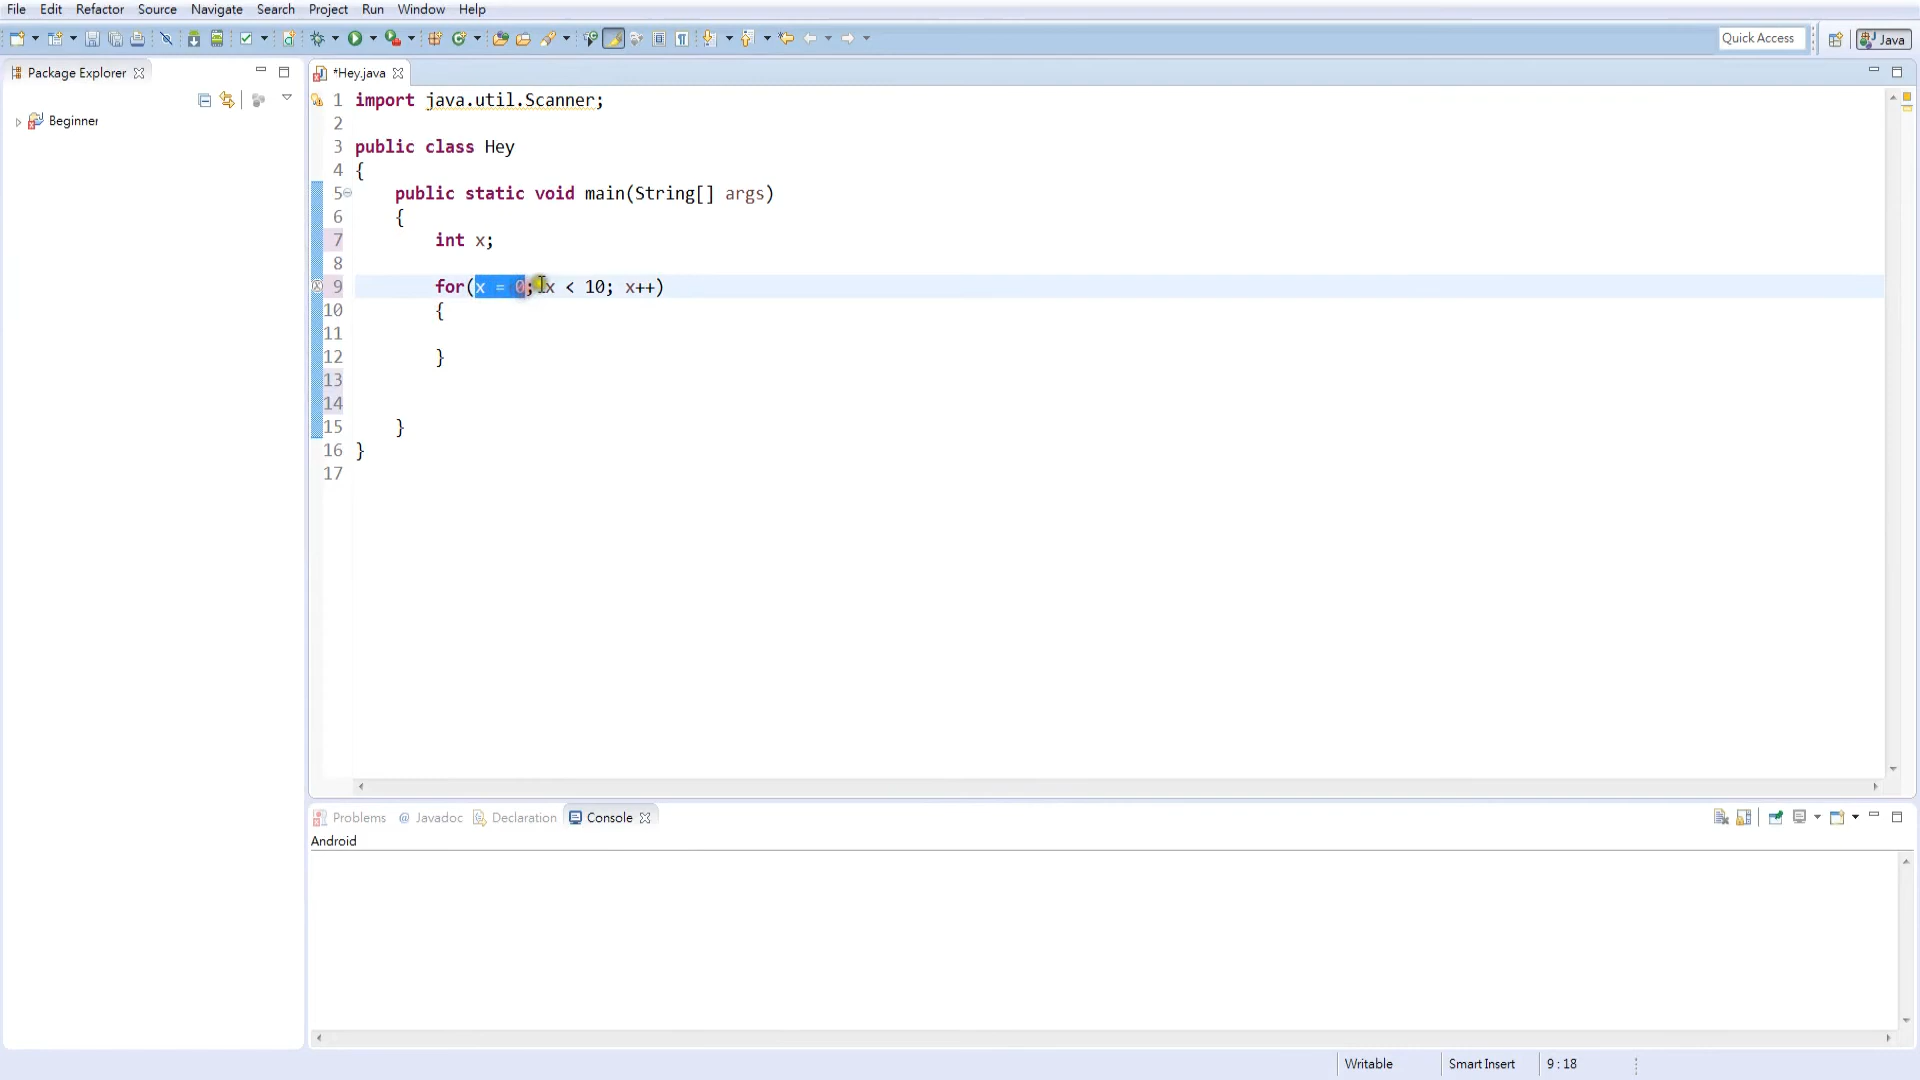 File Edit Refactor Source Navigate Search Project Run Window Help
Quick Access
Java
Package Explorer
*Hey.java
Beginner
1 import java.util.Scanner;
2
3 public class Hey
4 {
5 public static void main(String[] args)
6 {
7 int x;
8
9 for(x = 0; x < 10; x++)
10 {
11
12 }
13
14
15 }
16 }
17
Problems @ Javadoc Declaration Console
Android
Writable Smart Insert 9 : 18